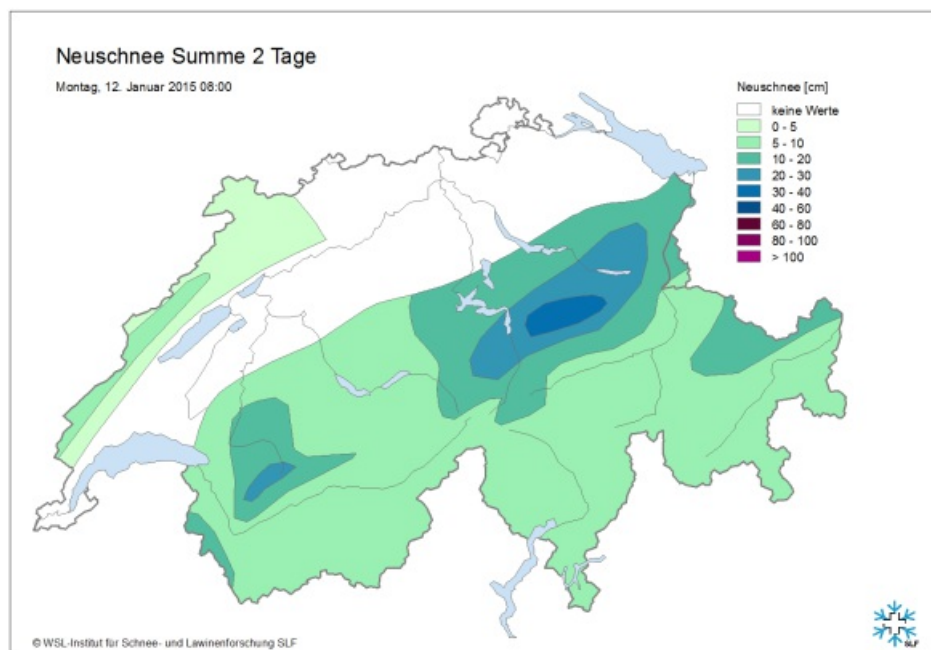 Neuschnee Summe 2 Tage
Montag, 12. Januar 2015 08:00
Neuschnee [cm]
keine Werte
0 - 5
5 - 10
10 - 20
20 - 30
30 - 40
40 - 60
60 - 80
80 - 100
> 100
© WSL-Institut für Schnee- und Lawinenforschung SLF
SLF